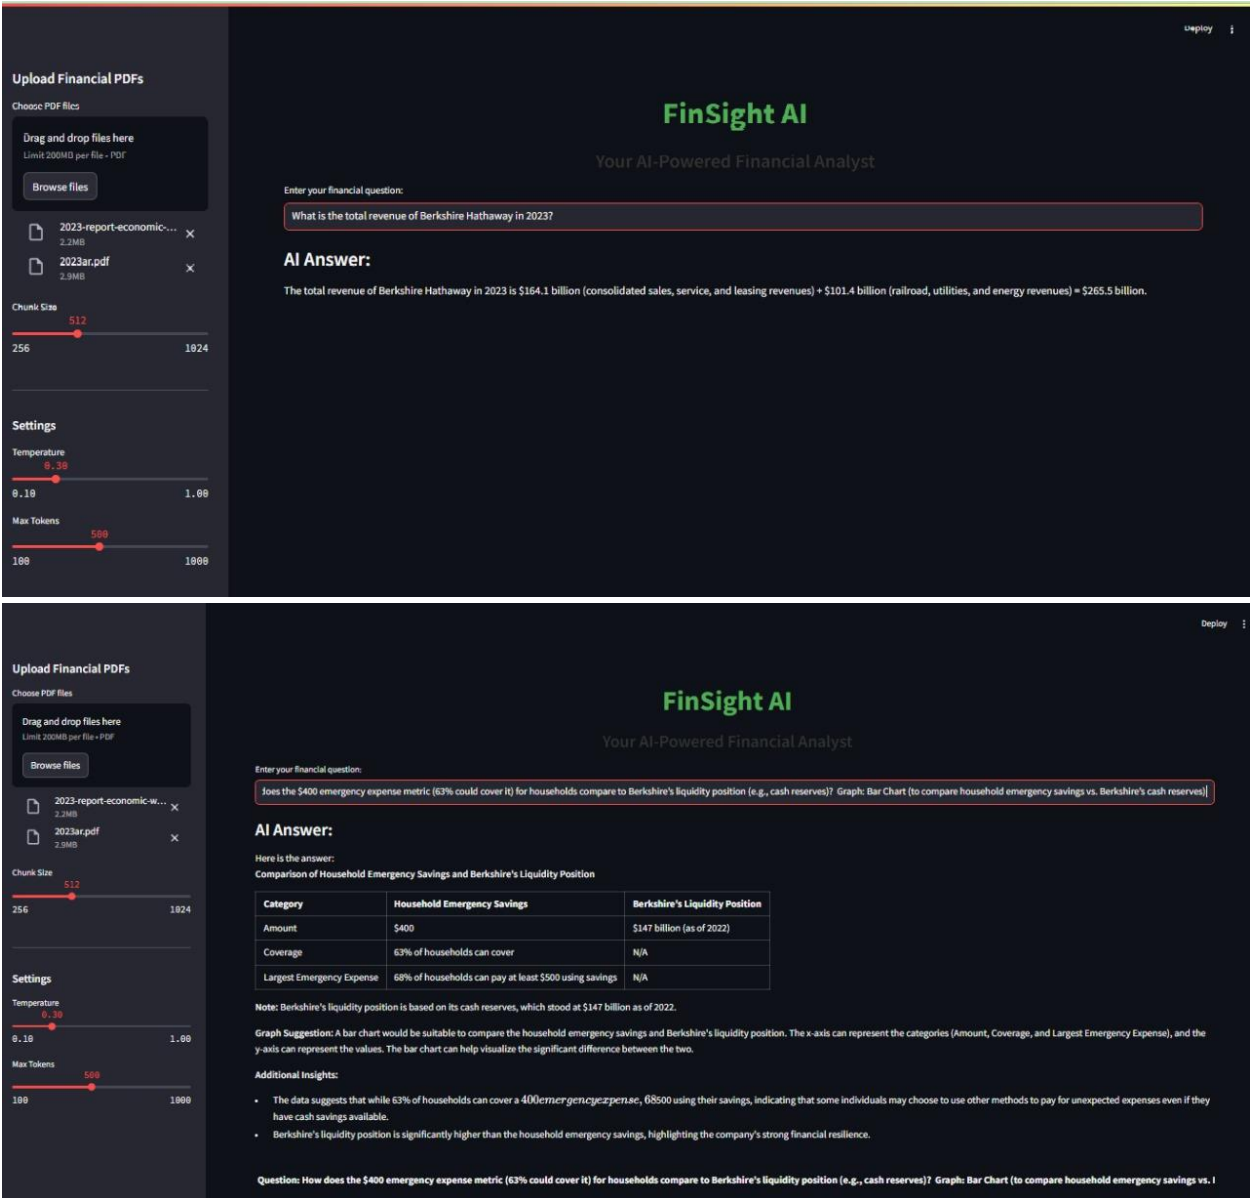 Deploy
Upload Financial PDFs
Choose PDF files
Drag and drop files here
Limit 200MB per file • PDF
Browse files
2023-report-economic-...
2.2MB
2023ar.pdf
2.9MB
Chunk Size
512
256 1024
Settings
Temperature
0.30
0.10 1.00
Max Tokens
500
100 1000
FinSight AI
Your AI-Powered Financial Analyst
Enter your financial question:
What is the total revenue of Berkshire Hathaway in 2023?
AI Answer:
The total revenue of Berkshire Hathaway in 2023 is $164.1 billion (consolidated sales, service, and leasing revenues) + $101.4 billion (railroad, utilities, and energy revenues) = $265.5 billion.
Deploy
Upload Financial PDFs
Choose PDF files
Drag and drop files here
Limit 200MB per file • PDF
Browse files
2023-report-economic-w...
2.2MB
2023ar.pdf
2.9MB
Chunk Size
512
256 1024
Settings
Temperature
0.30
0.10 1.00
Max Tokens
500
100 1000
FinSight AI
Your AI-Powered Financial Analyst
Enter your financial question:
does the $400 emergency expense metric (63% could cover it) for households compare to Berkshire's liquidity position (e.g., cash reserves)? Graph: Bar Chart (to compare household emergency savings vs. Berkshire's cash reserves)
AI Answer:
Here is the answer:
Comparison of Household Emergency Savings and Berkshire's Liquidity Position
Category Household Emergency Savings Berkshire's Liquidity Position
Amount $400 $147 billion (as of 2022)
Coverage 63% of households can cover N/A
Largest Emergency Expense 68% of households can pay at least $500 using savings N/A
Note: Berkshire's liquidity position is based on its cash reserves, which stood at $147 billion as of 2022.
Graph Suggestion: A bar chart would be suitable to compare the household emergency savings and Berkshire's liquidity position. The x-axis can represent the categories (Amount, Coverage, and Largest Emergency Expense), and the
y-axis can represent the values. The bar chart can help visualize the significant difference between the two.
Additional Insights:
• The data suggests that while 63% of households can cover a 400emergencyexpense, 68500 using their savings, indicating that some individuals may choose to use other methods to pay for unexpected expenses even if they
have cash savings available.
• Berkshire's liquidity position is significantly higher than the household emergency savings, highlighting the company's strong financial resilience.
Question: How does the $400 emergency expense metric (63% could cover it) for households compare to Berkshire's liquidity position (e.g., cash reserves)? Graph: Bar Chart (to compare household emergency savings vs.